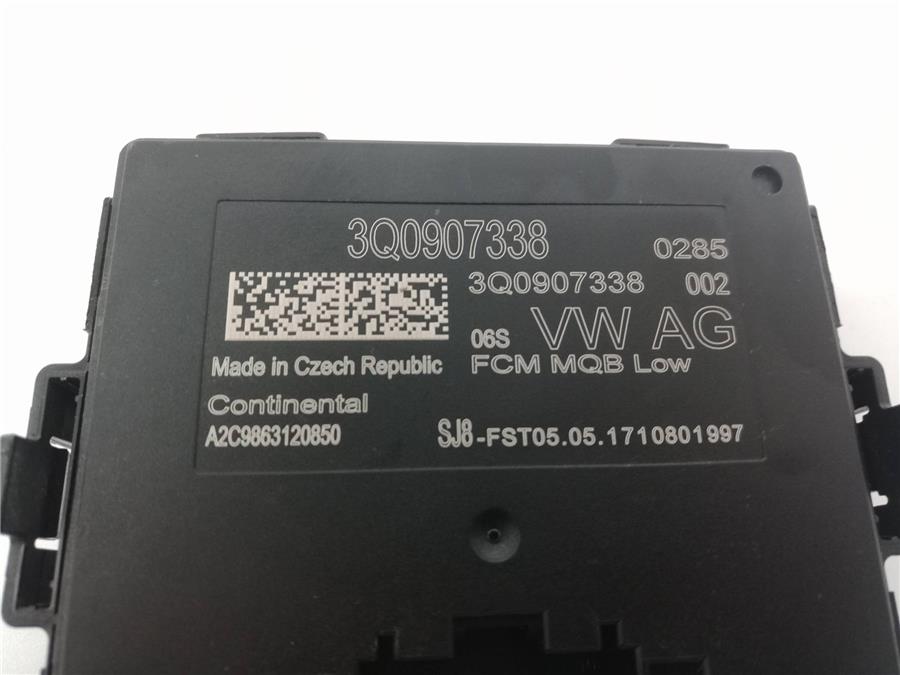 3Q0907338 0285
3Q0907338 002
06S VW AG
Made in Czech Republic FCM MQB Low
Continental
A2C9863120850 SJ8-FST05.05.1710801997